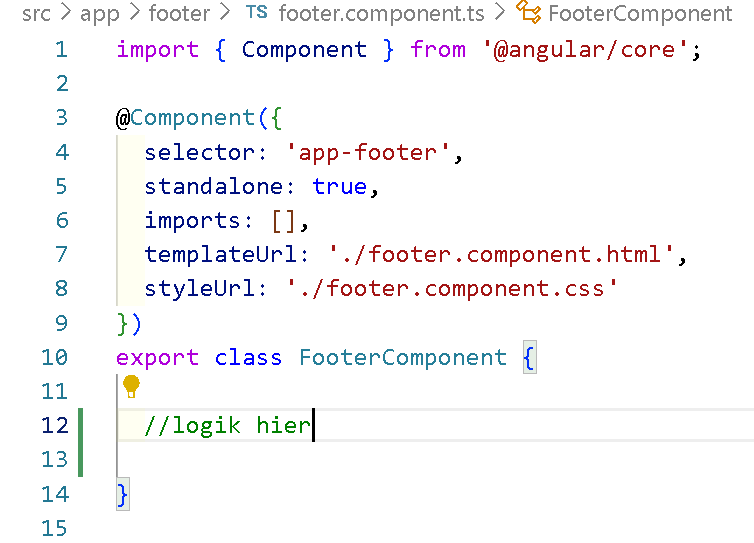 src > app > footer > TS footer.component.ts > FooterComponent
1 import { Component } from '@angular/core';
2
3 @Component({
4 selector: 'app-footer',
5 standalone: true,
6 imports: [],
7 templateUrl: './footer.component.html',
8 styleUrl: './footer.component.css'
9 })
10 export class FooterComponent {
11
12 //logik hier
13
14 }
15